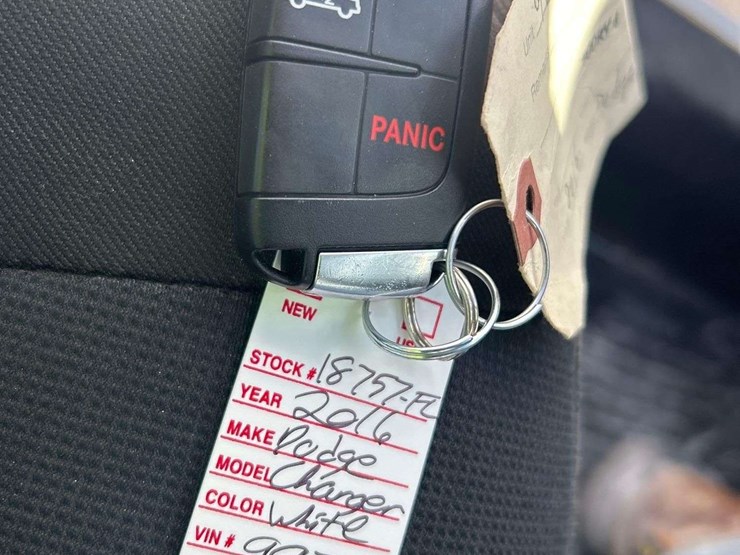 PANIC
NEW
STOCK # 18757-FL
YEAR 2016
MAKE Dodge
MODEL Charger
COLOR White
VIN #